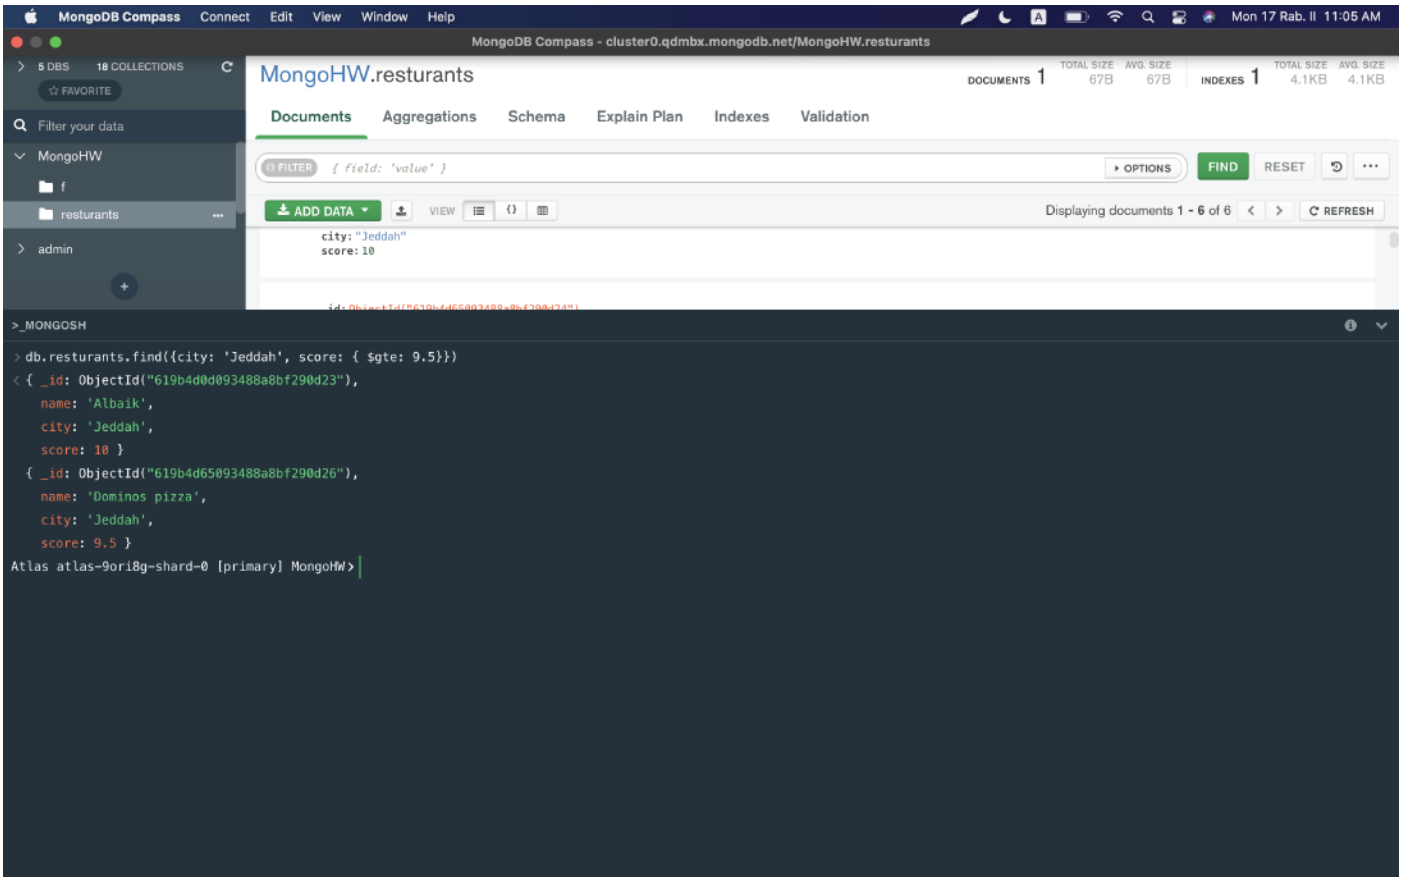 MongoDB Compass Connect Edit View Window Help A Mon 17 Rab. II 11:05 AM
MongoDB Compass - cluster0.qdmbx.mongodb.net/MongoHW.resturants
5 DBS 18 COLLECTIONS
FAVORITE
Filter your data
MongoHW
f
resturants
admin
MongoHW.resturants
DOCUMENTS 1 TOTAL SIZE 67B AVG. SIZE 67B INDEXES 1 TOTAL SIZE 4.1KB AVG. SIZE 4.1KB
Documents Aggregations Schema Explain Plan Indexes Validation
FILTER { field: 'value' } OPTIONS FIND RESET
ADD DATA VIEW {} Displaying documents 1 - 6 of 6 REFRESH
city: "Jeddah"
score: 10
_id: ObjectId("619b4d65093488a8bf290d24")
>_MONGOSH
> db.resturants.find({city: 'Jeddah', score: { $gte: 9.5}})
< { _id: ObjectId("619b4d0d093488a8bf290d23"),
name: 'Albaik',
city: 'Jeddah',
score: 10 }
{ _id: ObjectId("619b4d65093488a8bf290d26"),
name: 'Dominos pizza',
city: 'Jeddah',
score: 9.5 }
Atlas atlas-9ori8g-shard-0 [primary] MongoHW>